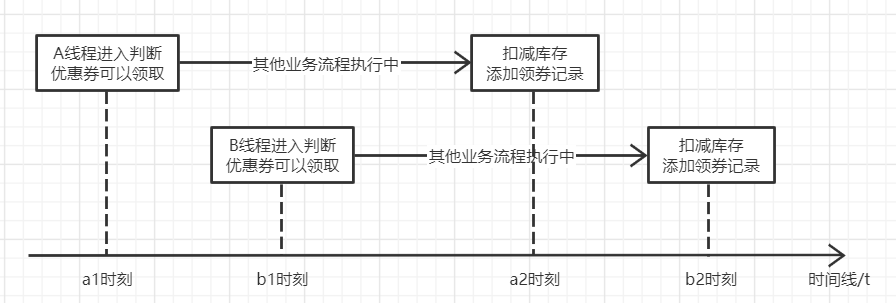 A线程进入判断
优惠券可以领取
其他业务流程执行中
扣减库存
添加领券记录
B线程进入判断
优惠券可以领取
其他业务流程执行中
扣减库存
添加领券记录
a1时刻
b1时刻
a2时刻
b2时刻
时间线/t